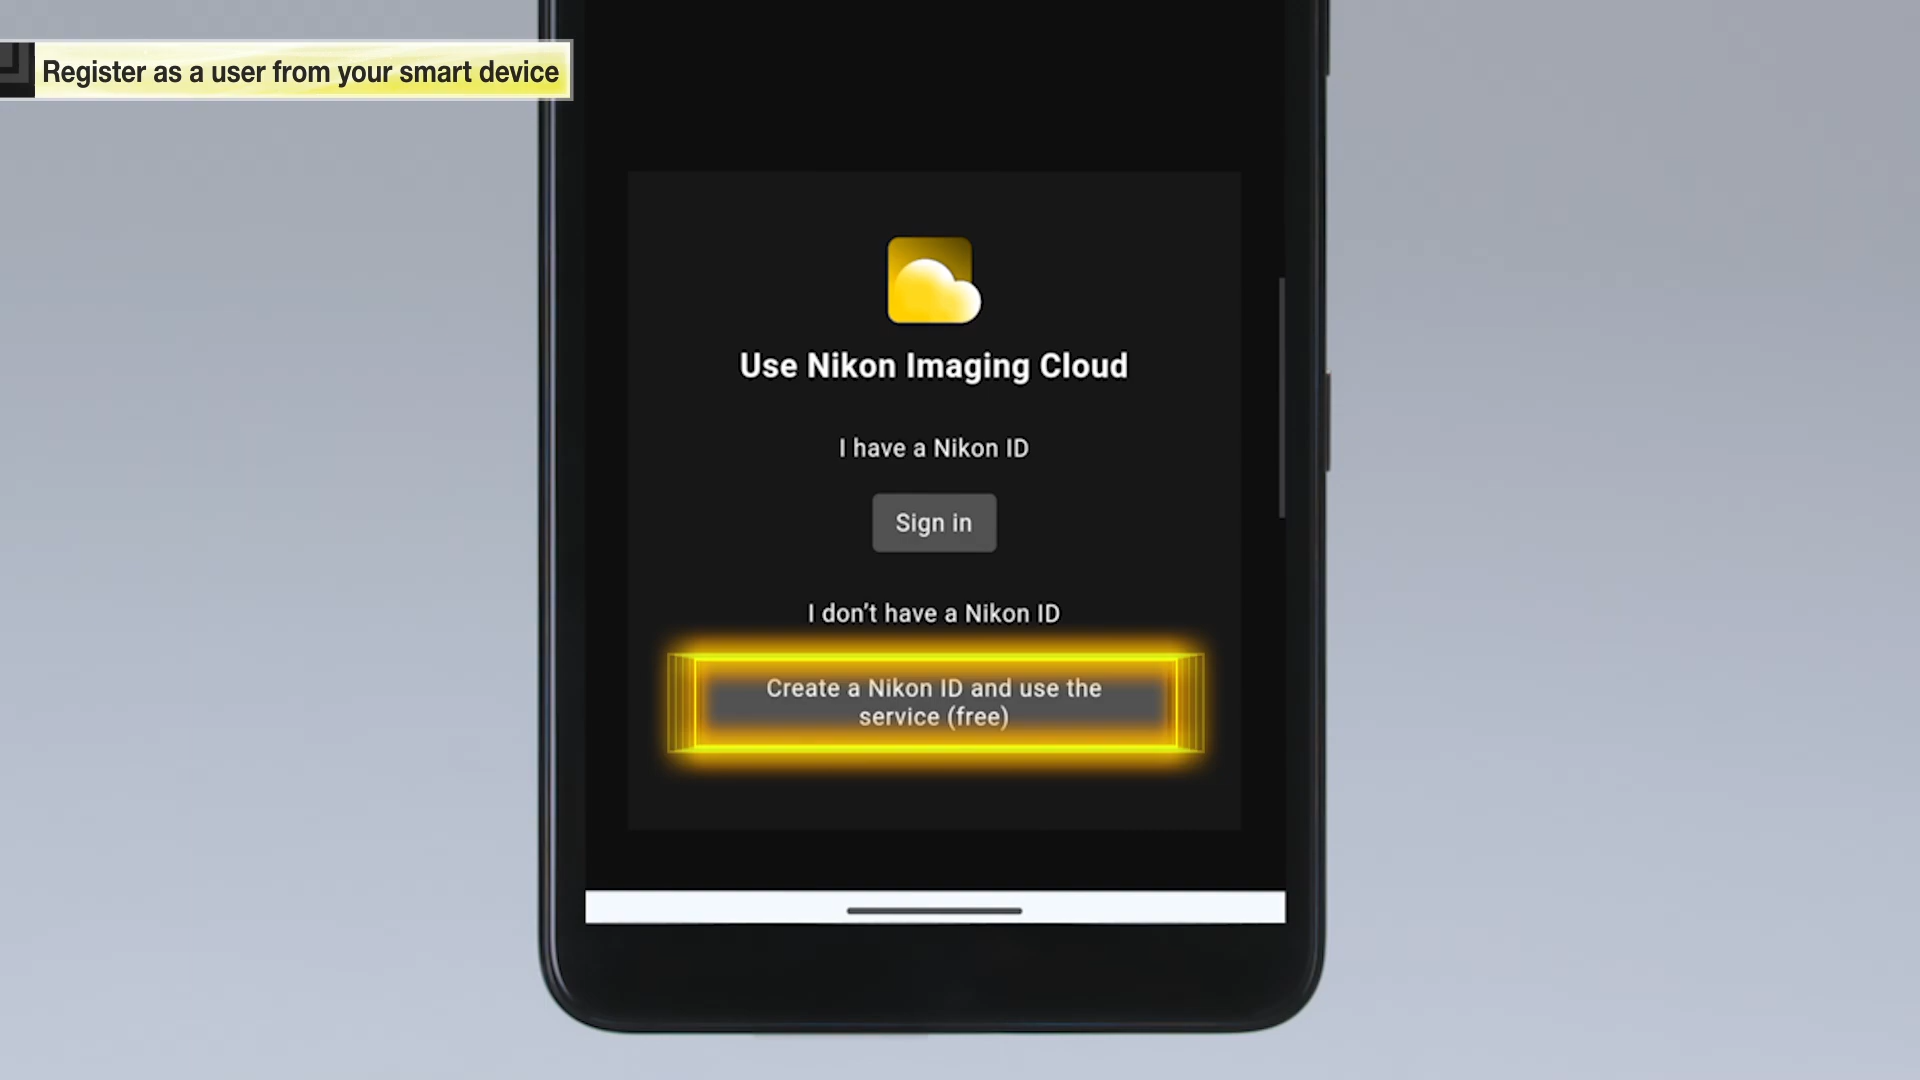 Register as a user from your smart device
Use Nikon Imaging Cloud
I have a Nikon ID
Sign in
I don’t have a Nikon ID
Create a Nikon ID and use the
service (free)